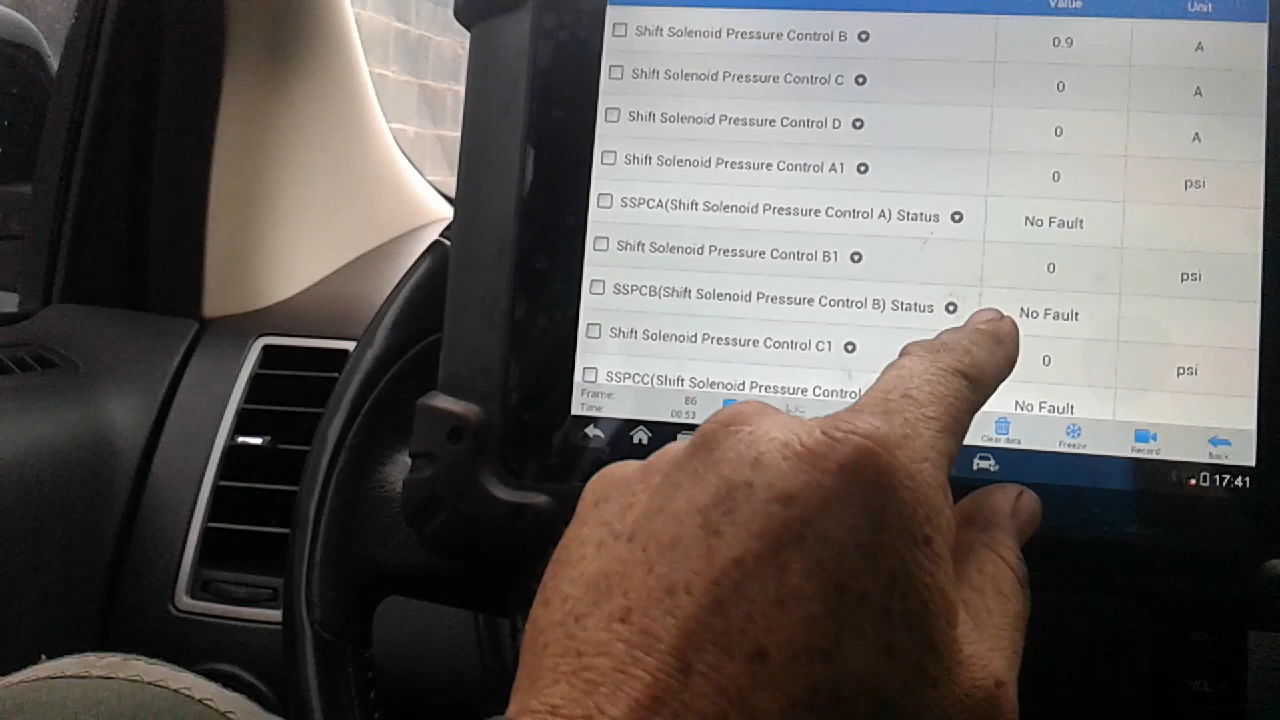 Value Unit
Shift Solenoid Pressure Control B 0.9 A
Shift Solenoid Pressure Control C 0 A
Shift Solenoid Pressure Control D 0 A
Shift Solenoid Pressure Control A1 0 psi
SSPCA(Shift Solenoid Pressure Control A) Status No Fault
Shift Solenoid Pressure Control B1 0 psi
SSPCB(Shift Solenoid Pressure Control B) Status No Fault
Shift Solenoid Pressure Control C1 0 psi
SSPCC(Shift Solenoid Pressure Control No Fault
Frame: 86
Time: 00:53
Clear data Freeze Record Back
17:41
VOL